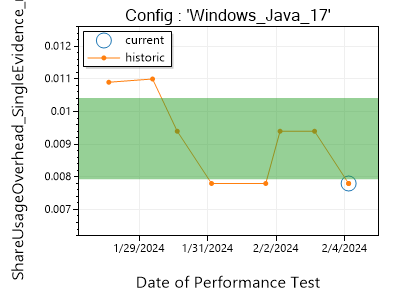 Config : 'Windows_Java_17'
current
historic
0.012
0.011
0.01
0.009
0.008
0.007
ShareUsageOverhead_SingleEvidence_
1/29/2024
1/31/2024
2/2/2024
2/4/2024
Date of Performance Test